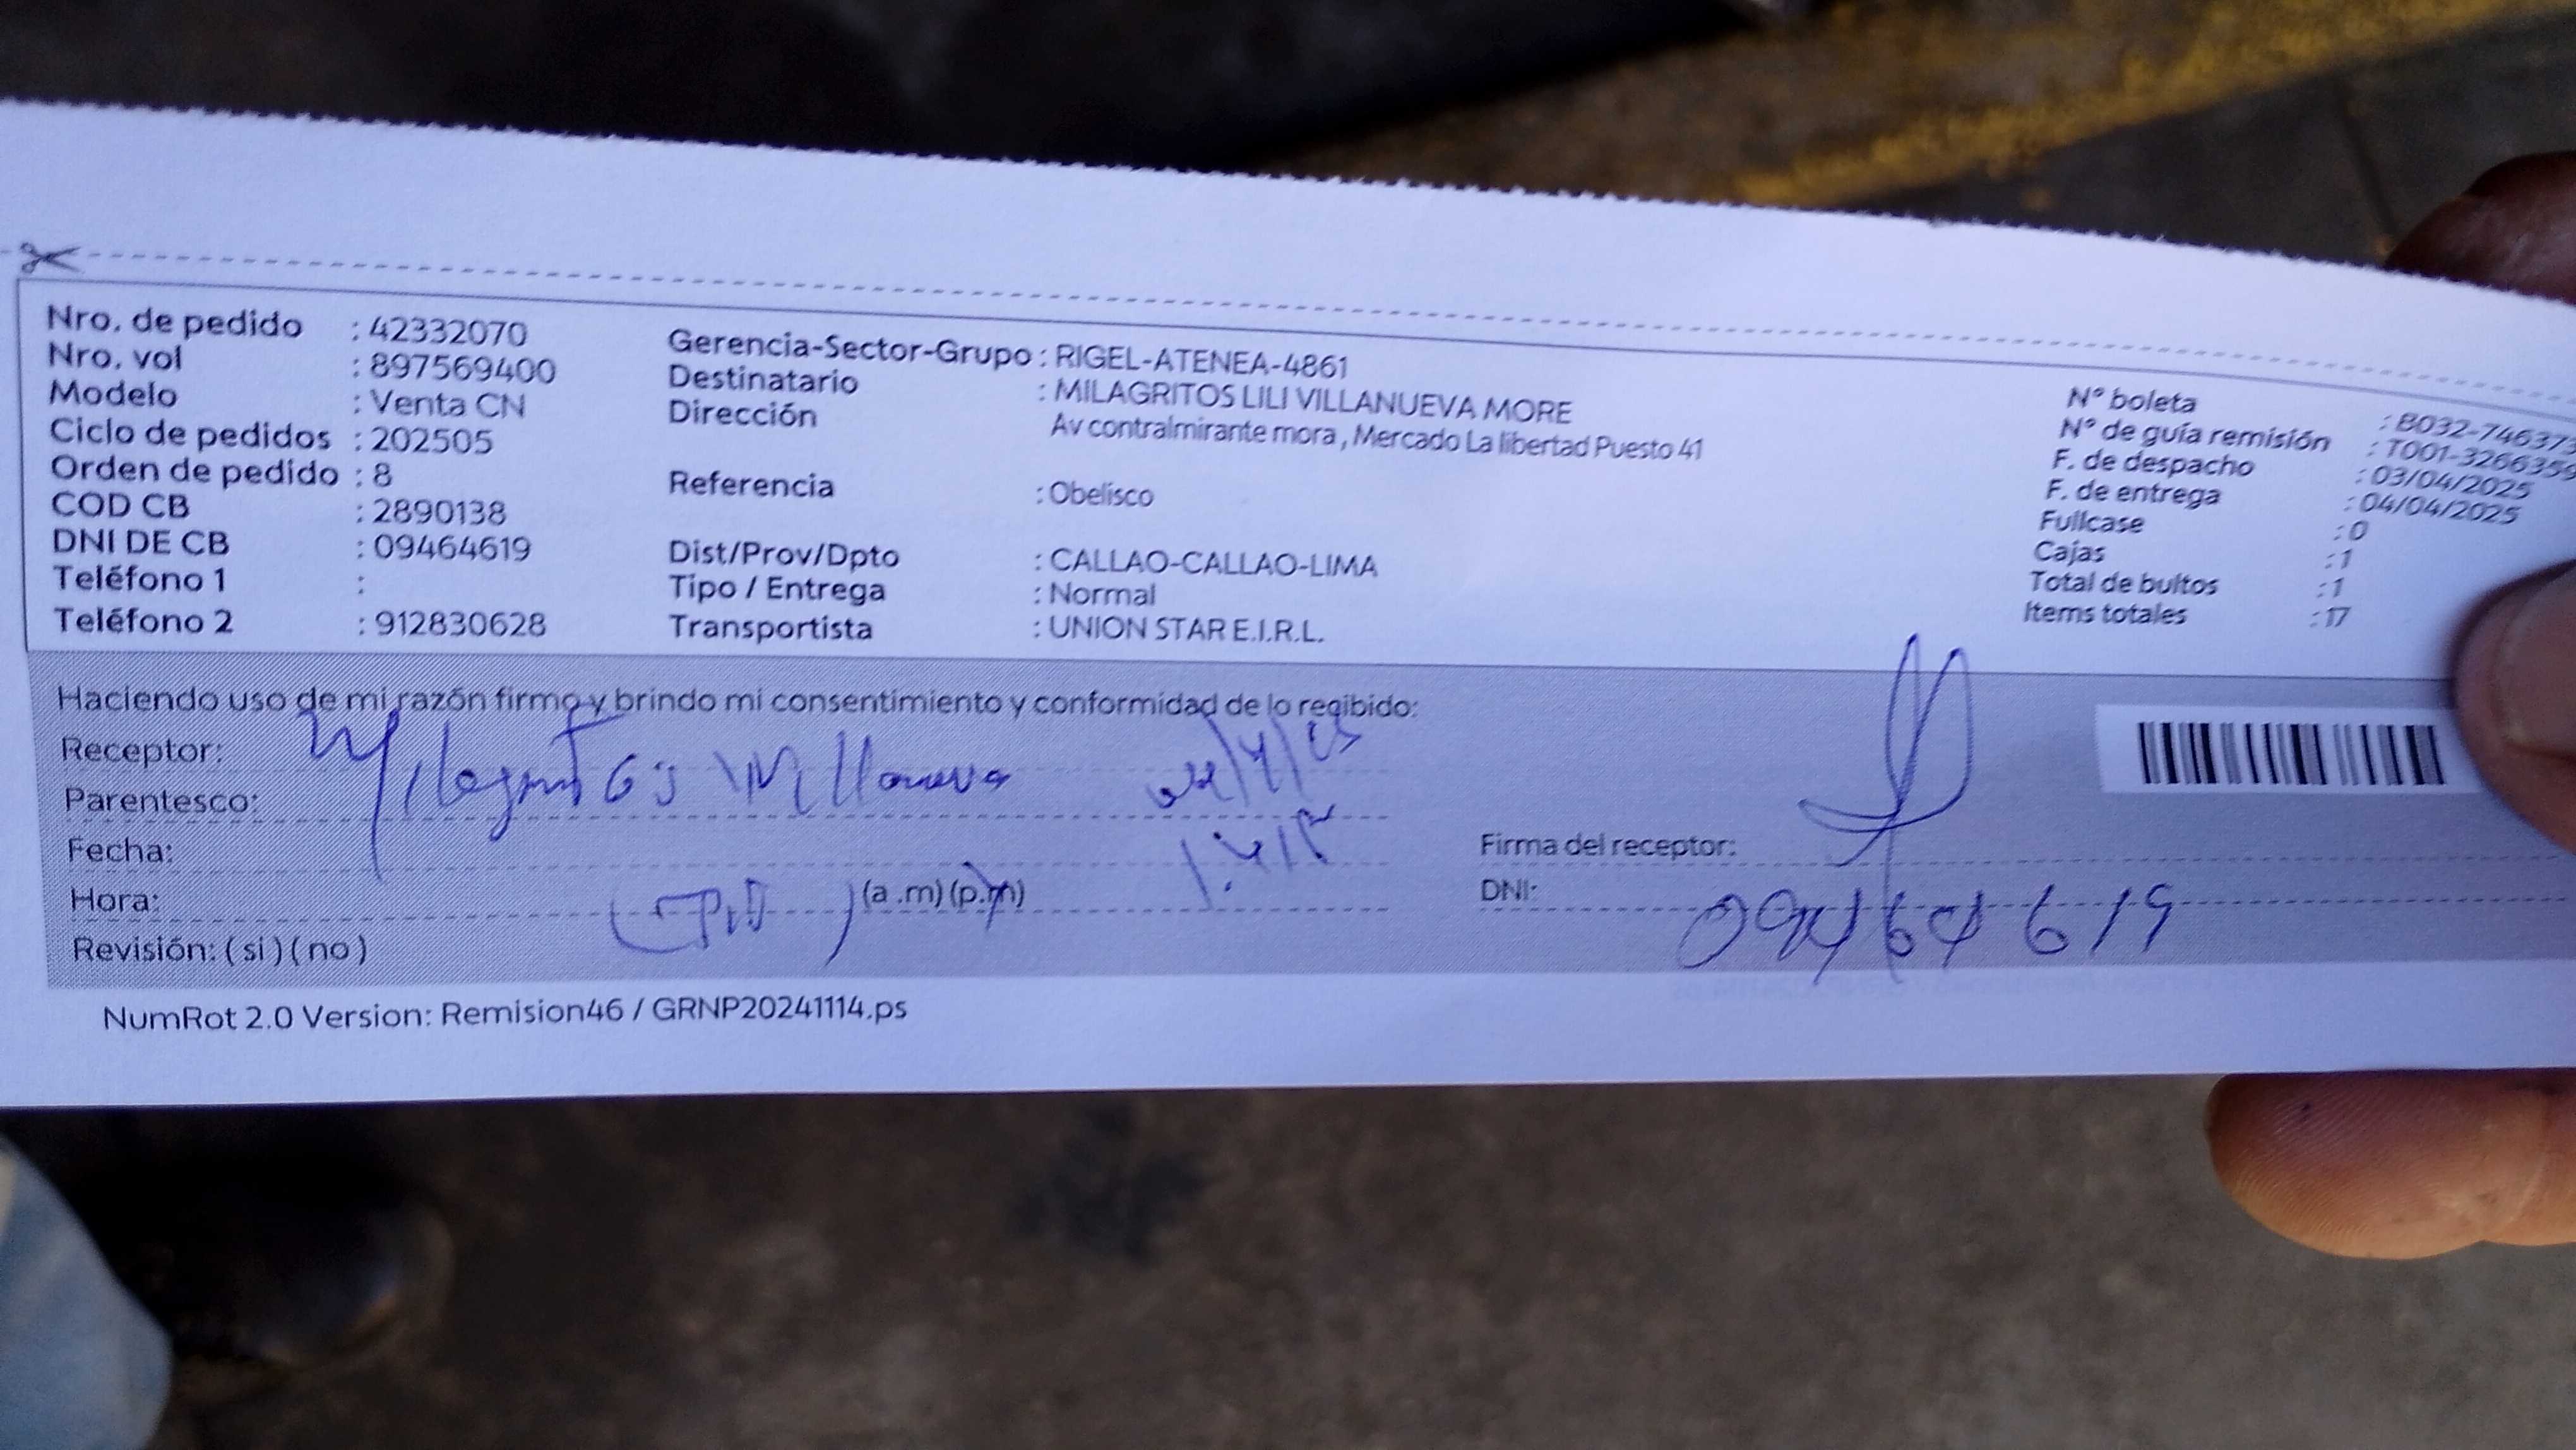 Nro. de pedido : 42332070
Nro. vol : 897569400
Modelo : Venta CN
Ciclo de pedidos : 202505
Orden de pedido : 8
COD CB : 2890138
DNI DE CB : 09464619
Teléfono 1 :
Teléfono 2 : 912830628
Gerencia-Sector-Grupo : RIGEL-ATENEA-4861
Destinatario : MILAGRITOS LILI VILLANUEVA MORE
Dirección Av contralmirante mora , Mercado La libertad Puesto 41
Referencia : Obelisco
Dist/Prov/Dpto : CALLAO-CALLAO-LIMA
Tipo / Entrega : Normal
Transportista : UNION STAR E.I.R.L.
N° boleta : B032-746373
N° de guía remisión : T001-3266359
F. de despacho : 03/04/2025
F. de entrega : 04/04/2025
Fullcase : 0
Cajas : 1
Total de bultos : 1
Items totales : 17
Haciendo uso de mi razón firmo y brindo mi consentimiento y conformidad de lo recibido:
Receptor: Milagritos Villanueva
Parentesco:
Fecha:
Hora: (a .m) (p.m)
Revisión: ( si ) ( no )
Firma del receptor:
DNI: 09464619
NumRot 2.0 Version: Remision46 / GRNP20241114.ps